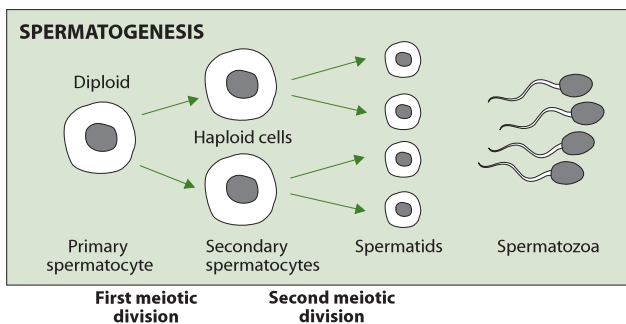 SPERMATOGENESIS
Diploid
Haploid cells
Primary
spermatocyte
Secondary
spermatocytes
Spermatids
Spermatozoa
First meiotic
division
Second meiotic
division